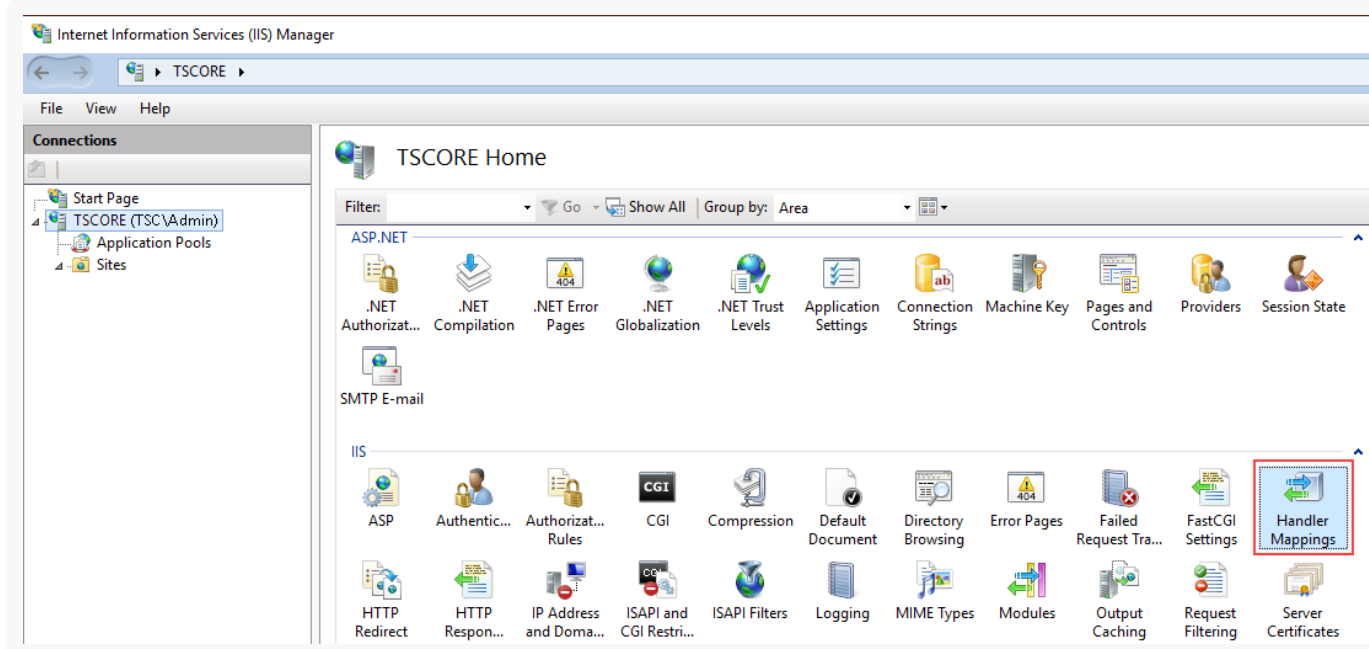 Internet Information Services (IIS) Manager
TSCORE
File View Help
Connections
Start Page
TSCORE (TSC\Admin)
Application Pools
Sites
TSCORE Home
Filter: Go Show All Group by: Area
ASP.NET
.NET Authorizat...
.NET Compilation
.NET Error Pages
.NET Globalization
.NET Trust Levels
Application Settings
Connection Strings
Machine Key
Pages and Controls
Providers
Session State
SMTP E-mail
IIS
ASP
Authentic...
Authorizat... Rules
CGI
Compression
Default Document
Directory Browsing
Error Pages
Failed Request Tra...
FastCGI Settings
Handler Mappings
HTTP Redirect
HTTP Respon...
IP Address and Doma...
ISAPI and CGI Restri...
ISAPI Filters
Logging
MIME Types
Modules
Output Caching
Request Filtering
Server Certificates